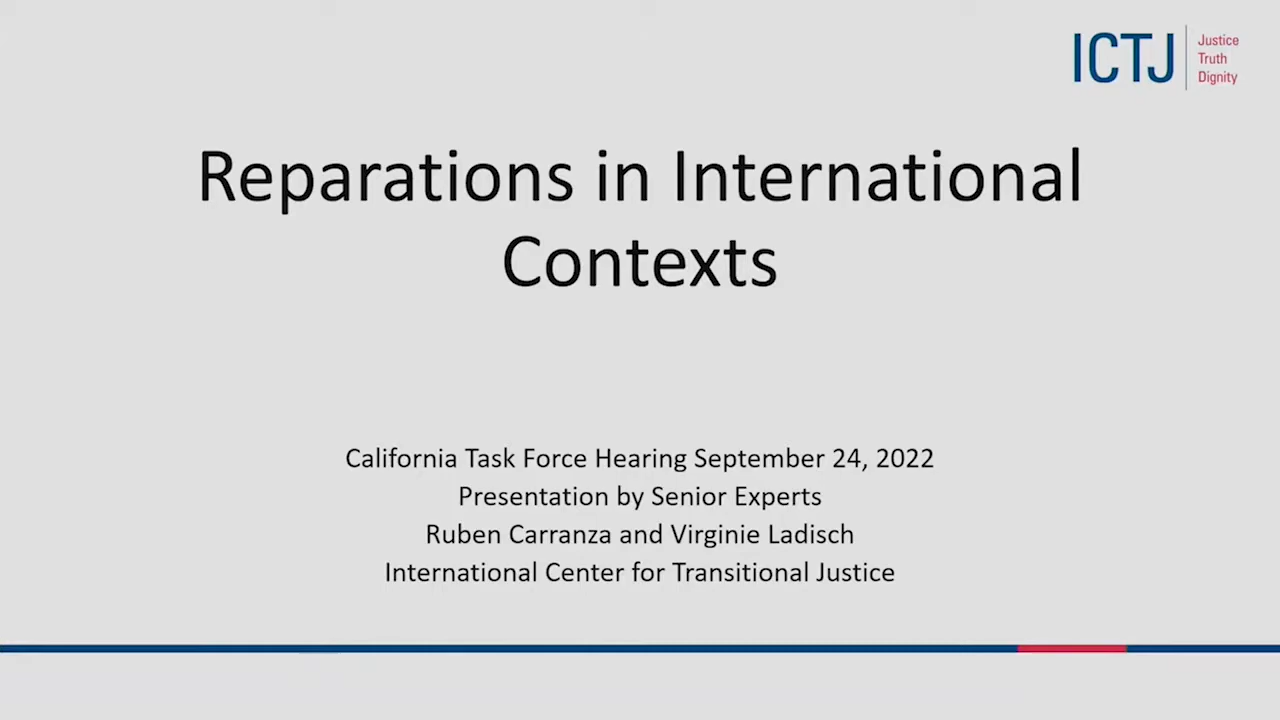 ICTJ
Justice
Truth
Dignity
Reparations in International
Contexts
California Task Force Hearing September 24, 2022
Presentation by Senior Experts
Ruben Carranza and Virginie Ladisch
International Center for Transitional Justice